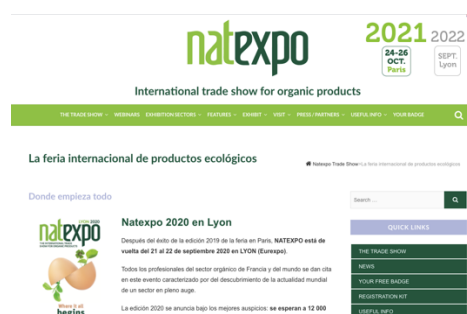 natexpo
2021 2022
24-26
OCT.
Paris
SEPT.
Lyon
International trade show for organic products
THE TRADE SHOW WEBINARS EXHIBITION SECTORS FEATURES EXHIBIT VISIT PRESS / PARTNERS USEFUL INFO YOUR BADGE
La feria internacional de productos ecológicos
Natexpo Trade Show › La feria internacional de productos ecológicos
Donde empieza todo
Search ...
QUICK LINKS
natexpo
Where it all
begins
Natexpo 2020 en Lyon
Después del éxito de la edición 2019 de la feria en París, NATEXPO está de
vuelta del 21 al 22 de septiembre 2020 en LYON (Eurexpo).
Todos los profesionales del sector orgánico de Francia y del mundo se dan cita
en este evento caracterizado por del descubrimiento de la actualidad mundial
de un sector en pleno auge.
La edición 2020 se anuncia bajo los mejores auspicios: se esperan a 12 000
THE TRADE SHOW
NEWS
YOUR FREE BADGE
REGISTRATION KIT
USEFUL INFO